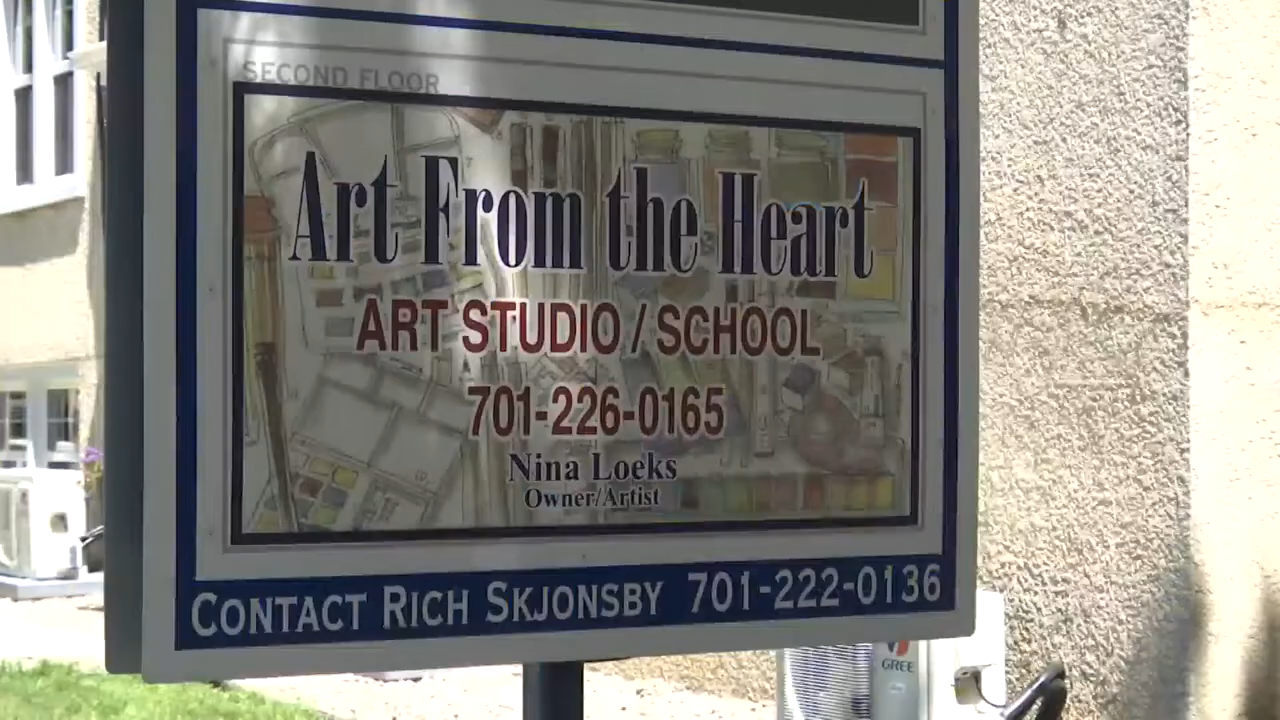 SECOND FLOOR
Art From the Heart
ART STUDIO / SCHOOL
701-226-0165
Nina Loeks
Owner/Artist
CONTACT RICH SKJONSBY 701-222-0136
GREE